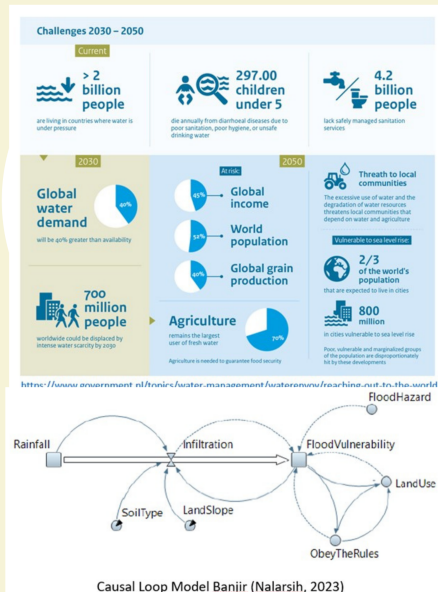 Challenges 2030 – 2050
Current
> 2
billion
people
are living in countries where water is
under pressure
297.00
children
under 5
die annually from diarrhoeal diseases due to
poor sanitation, poor hygiene, or unsafe
drinking water
4.2
billion
people
lack safely managed sanitation
services
2030
Global
water
demand
40%
will be 40% greater than availability
700
million
people
worldwide could be displaced by
intense water scarcity by 2030
2050
At risk:
45%
Global
income
52%
World
population
40%
Global grain
production
Agriculture
remains the largest
user of fresh water
70%
Agriculture is needed to guarantee food security
Threath to local
communities
The excessive use of water and the
degradation of water resources
threatens local communities that
depend on water and agriculture
Vulnerable to sea level rise:
2/3
of the world's
population
that are expected to live in cities
800
million
in cities vulnerable to sea level rise
Poor, vulnerable and marginalized groups
of the population are disproportionately
hit by these developments
https://www.government.nl/topics/water-management/waterenvoy/reaching-out-to-the-world
FloodHazard
Rainfall
Infiltration
FloodVulnerability
LandUse
SoilType
LandSlope
ObeyTheRules
Causal Loop Model Banjir (Nalarsih, 2023)